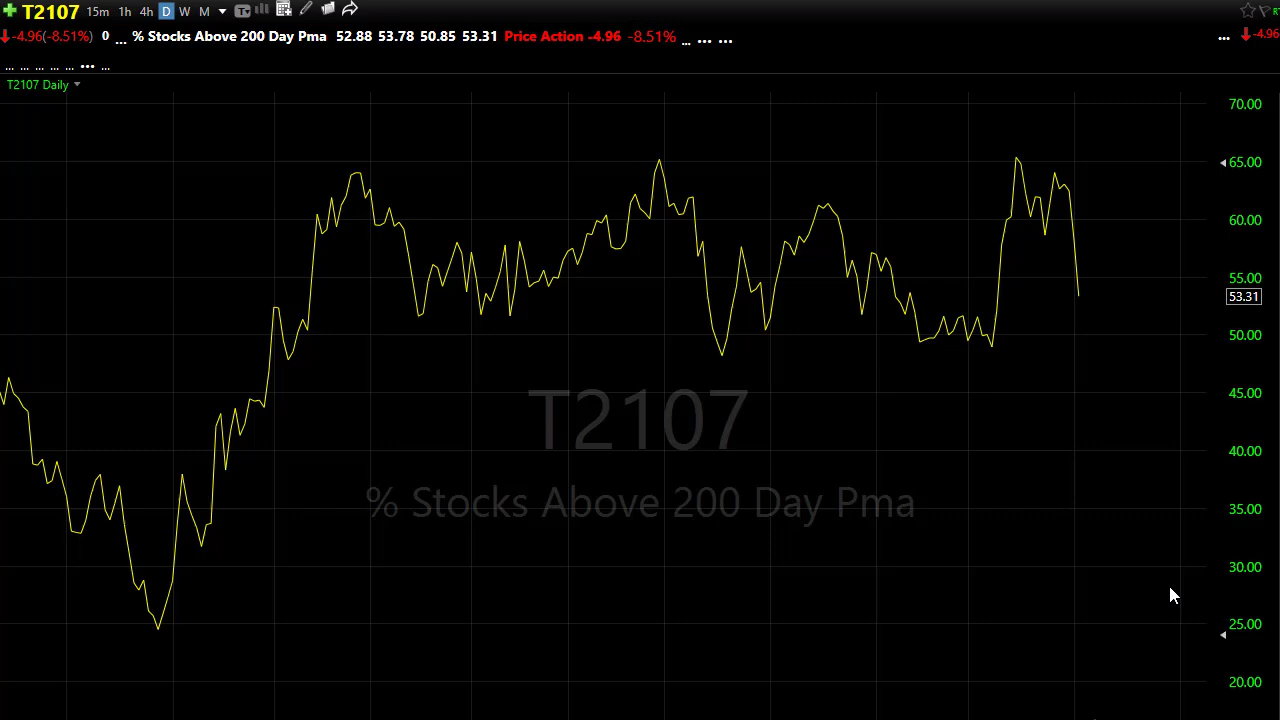 T2107 15m 1h 4h D W M T
-4.96(-8.51%) 0 ... % Stocks Above 200 Day Pma 52.88 53.78 50.85 53.31 Price Action -4.96 -8.51% ... ... ... ... -4.96
... ... ... ... ... ... ...
T2107 Daily
70.00
65.00
60.00
55.00
53.31
50.00
45.00
T2107
40.00
% Stocks Above 200 Day Pma
35.00
30.00
25.00
20.00